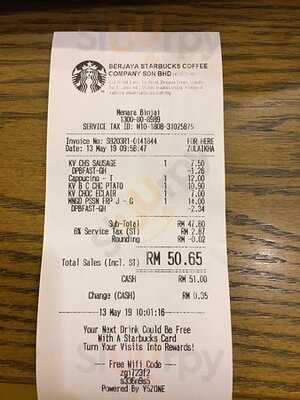 BERJAYA STARBUCKS COFFEE
COMPANY SDN BHD
Menara Binjai
1300-80-8989
SERVICE TAX ID: W10-1808-31025875
Invoice No: FOR HERE
Date: 13 May 19 09:58:47 ZULAIKHA
KV CHS SAUSAGE 1 7.50
DPBFAST-QH -1.26
Cappucino - T 1 12.00
KV B C CHC PTATO 1 10.90
KV CHOC ECLAIR 1 7.00
MNGO PSSN FRP J - G 1 14.00
DPBFAST-QH -2.34
Sub-Total RM 47.80
6% Service Tax (ST) RM 2.87
Rounding RM -0.02
Total Sales (Incl. ST) RM 50.65
CASH RM 51.00
Change (CASH) RM 0.35
13 May 19 10:01:16
Your Next Drink Could Be Free
With A Starbucks Card
Turn Your Visits Into Rewards!
Free Wifi Code
zgj723f2
Powered By YSZONE